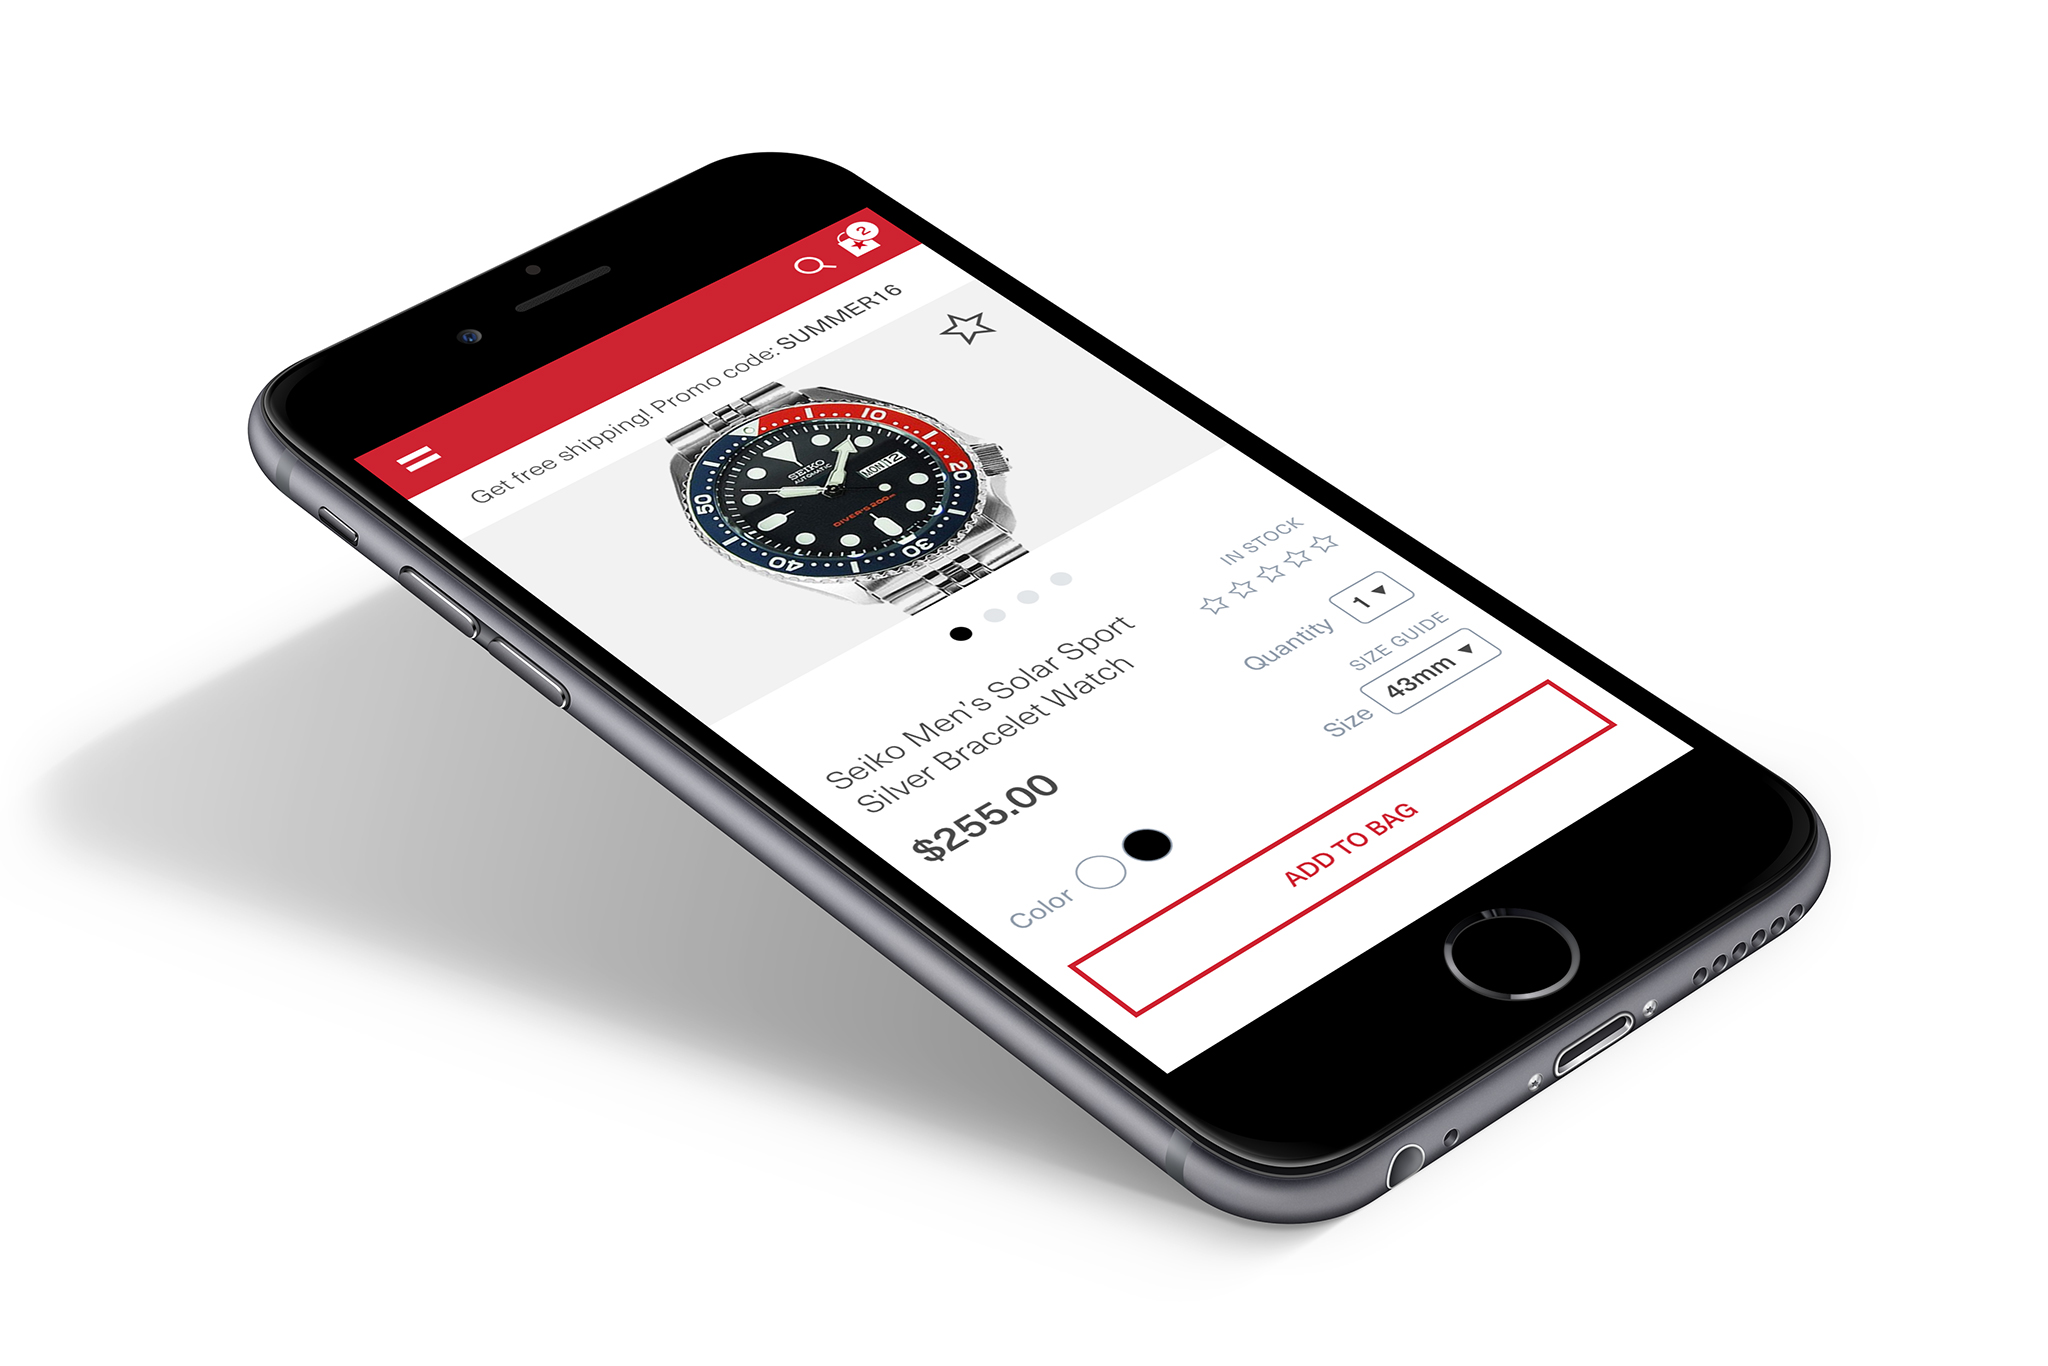 2
Get free shipping! Promo code: SUMMER16
10
20
30
40
50
SEIKO
AUTOMATIC
MON 12
DIVER'S 200m
Seiko Men's Solar Sport
Silver Bracelet Watch
$255.00
Color
IN STOCK
Quantity 1
SIZE GUIDE
Size 43mm
ADD TO BAG